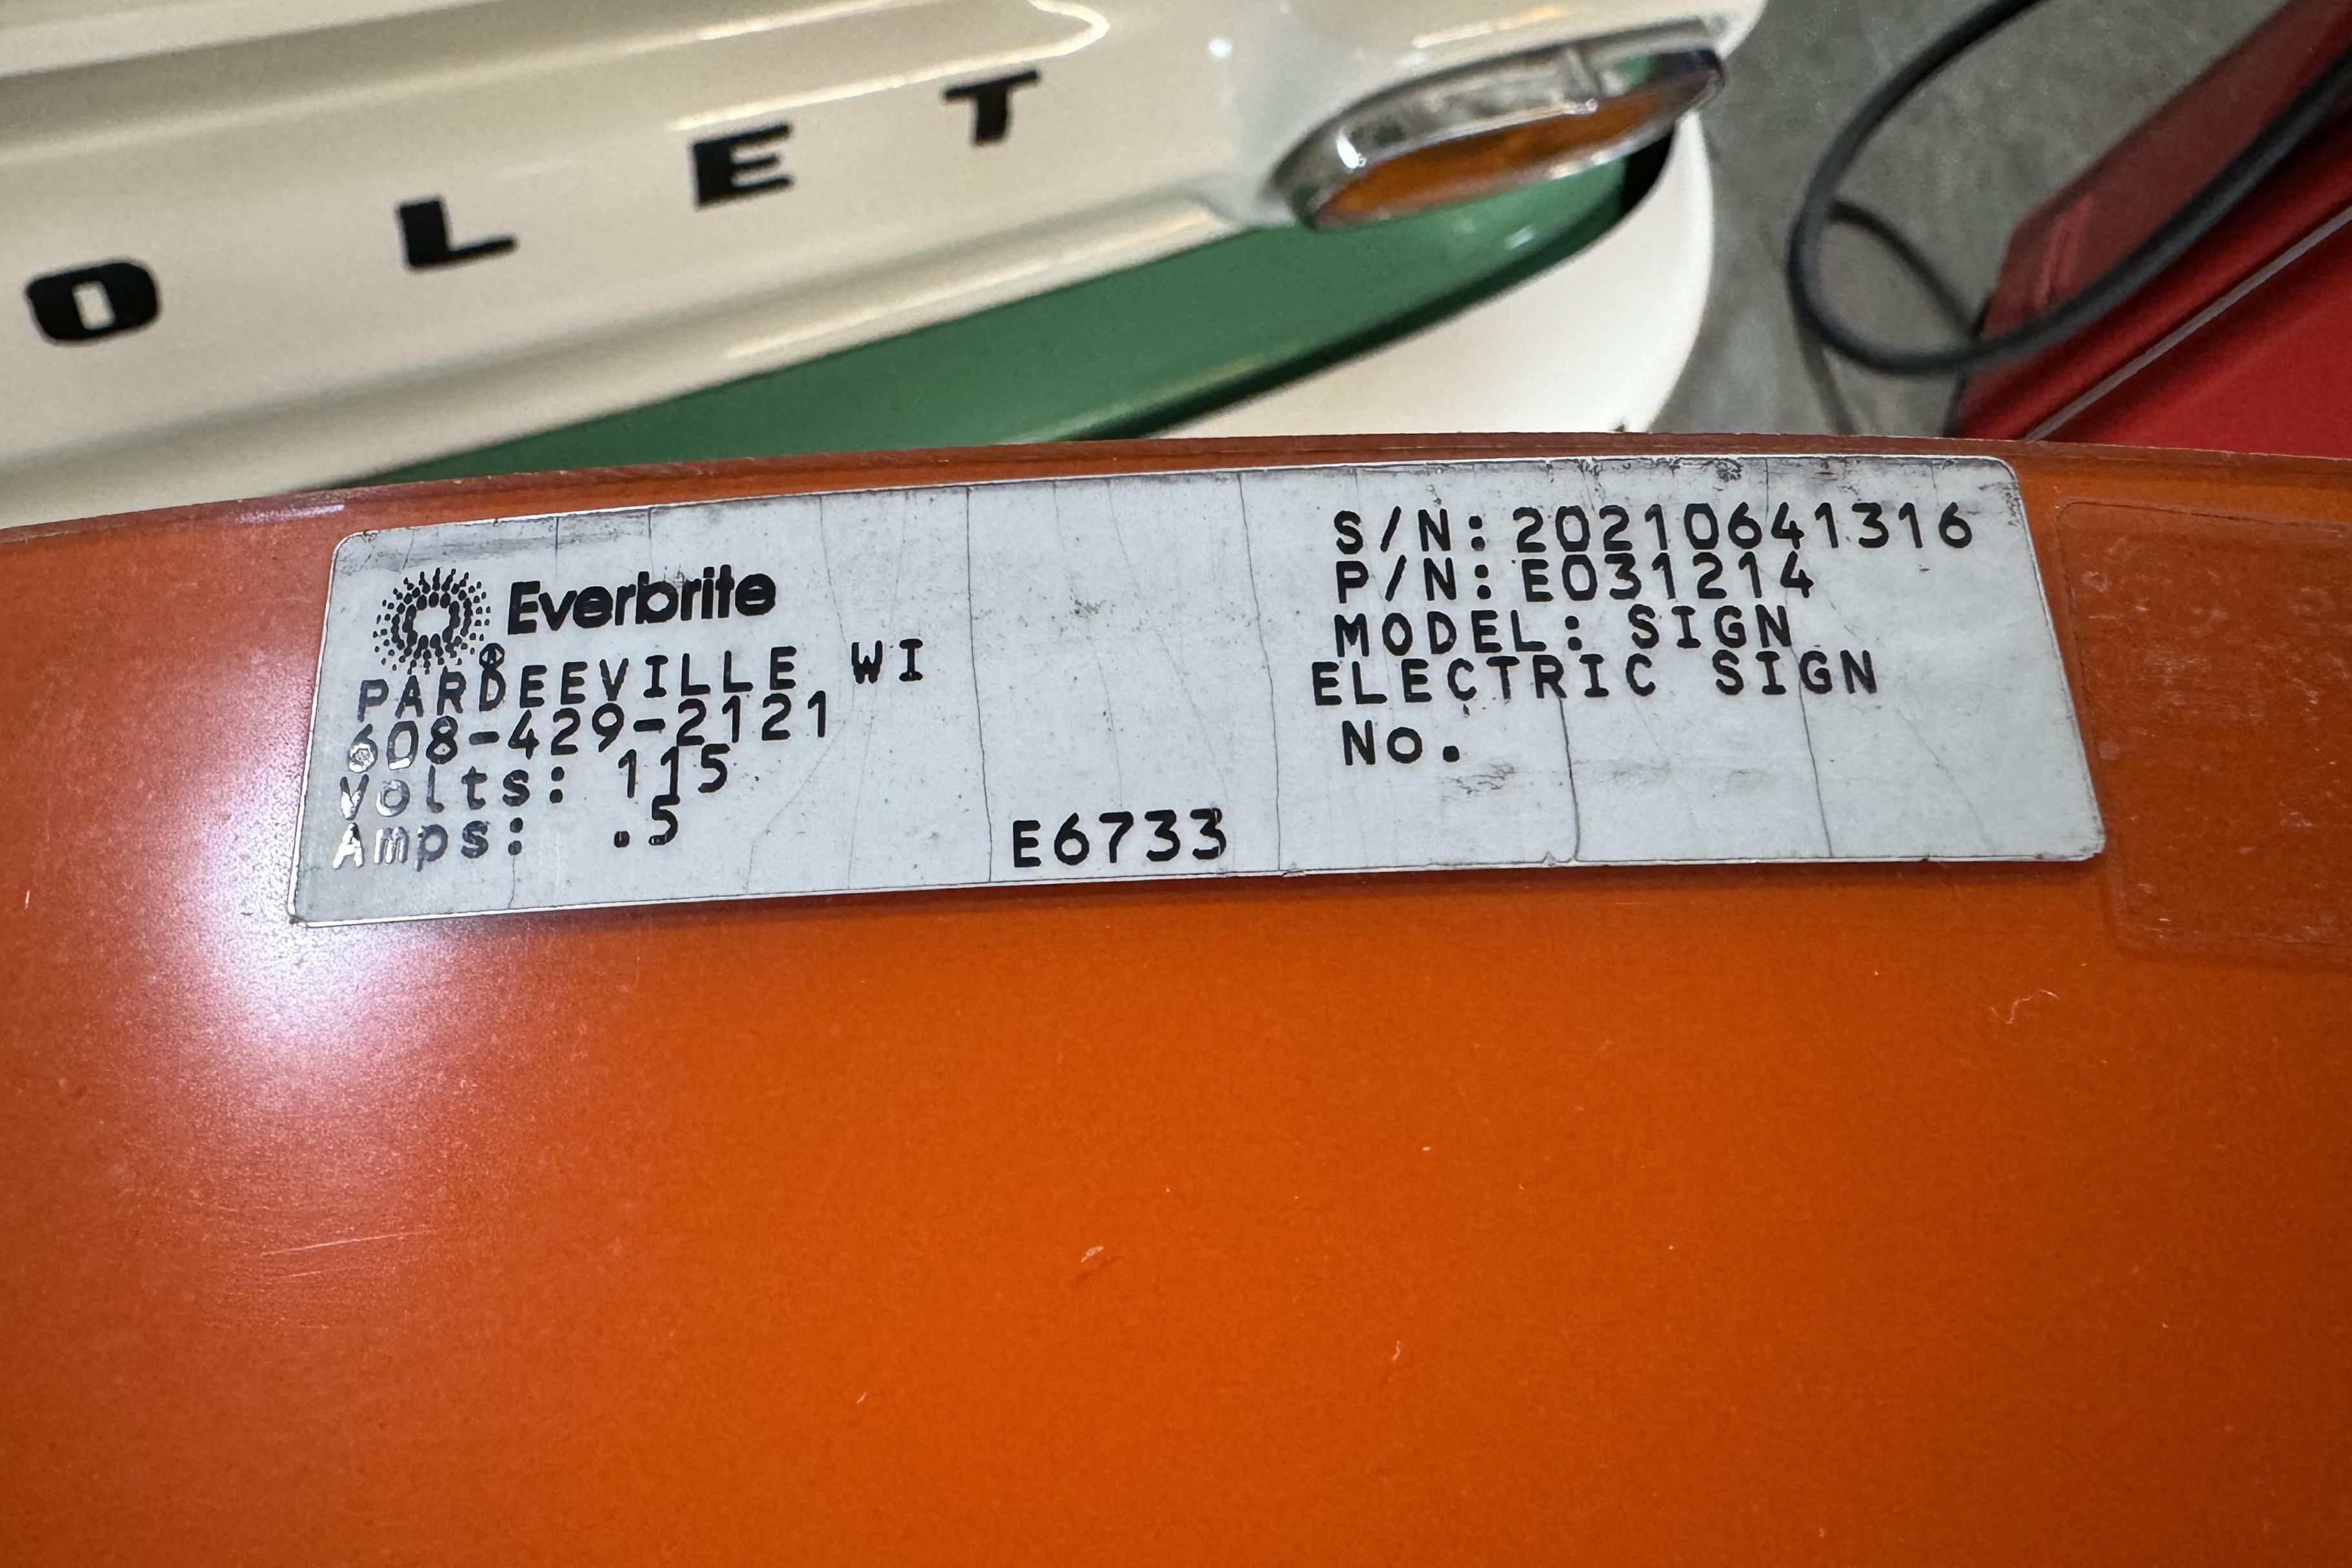 OLET
Everbrite
PARDEEVILLE WI
608-429-2121
Volts: 115
Amps: .5
E6733
S/N:20210641316
P/N:E031214
MODEL: SIGN
ELECTRIC SIGN
No.